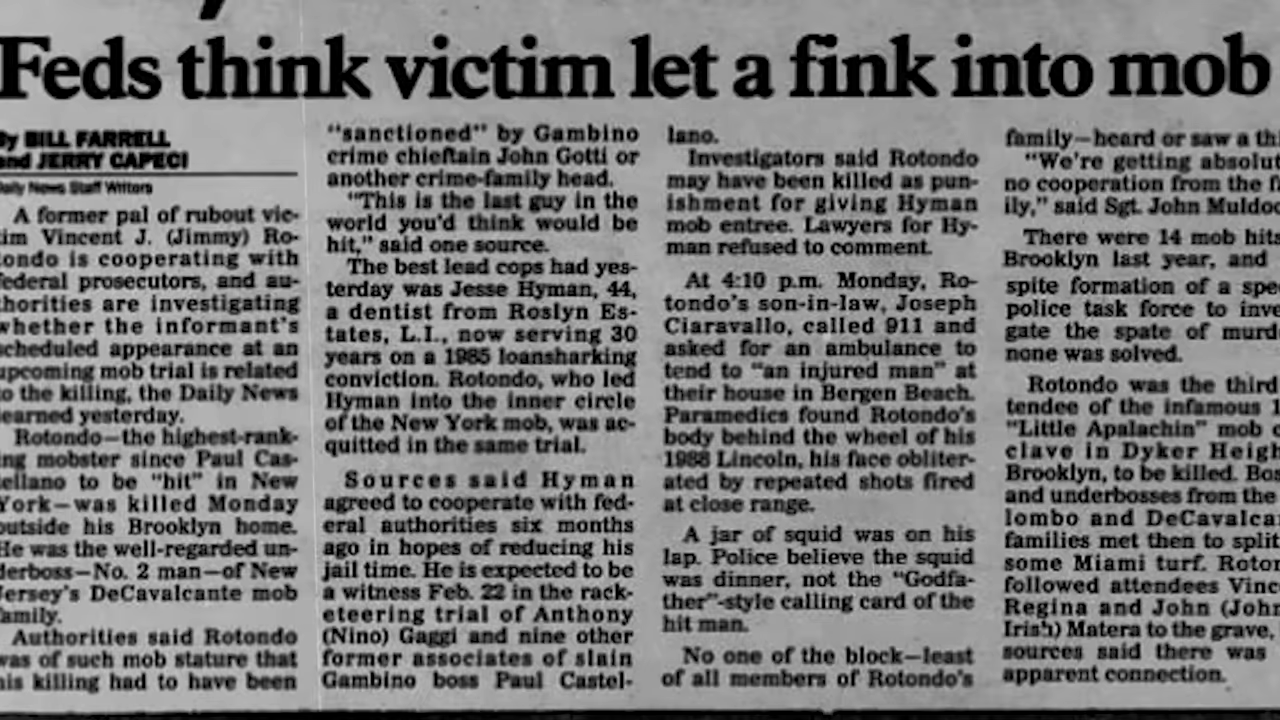 Feds think victim let a fink into mob
By BILL FARRELL
and JERRY CAPECI
Daily News Staff Writers
A former pal of rubout vic-
tim Vincent J. (Jimmy) Ro-
tondo is cooperating with
federal prosecutors, and au-
thorities are investigating
whether the informant's
scheduled appearance at an
upcoming mob trial is related
to the killing, the Daily News
learned yesterday.
Rotondo—the highest-rank-
ing mobster since Paul Cas-
tellano to be "hit" in New
York—was killed Monday
outside his Brooklyn home.
He was the well-regarded un-
derboss—No. 2 man—of New
Jersey's DeCavalcante mob
family.
Authorities said Rotondo
was of such mob stature that
his killing had to have been
"sanctioned" by Gambino
crime chieftain John Gotti or
another crime-family head.
"This is the last guy in the
world you'd think would be
hit," said one source.
The best lead cops had yes-
terday was Jesse Hyman, 44,
a dentist from Roslyn Es-
tates, L.I., now serving 30
years on a 1985 loansharking
conviction. Rotondo, who led
Hyman into the inner circle
of the New York mob, was ac-
quitted in the same trial.
Sources said Hyman
agreed to cooperate with fed-
eral authorities six months
ago in hopes of reducing his
jail time. He is expected to be
a witness Feb. 22 in the rack-
eteering trial of Anthony
(Nino) Gaggi and nine other
former associates of slain
Gambino boss Paul Castel-
lano.
Investigators said Rotondo
may have been killed as pun-
ishment for giving Hyman
mob entree. Lawyers for Hy-
man refused to comment.
At 4:10 p.m. Monday, Ro-
tondo's son-in-law, Joseph
Ciaravallo, called 911 and
asked for an ambulance to
tend to "an injured man" at
their house in Bergen Beach.
Paramedics found Rotondo's
body behind the wheel of his
1988 Lincoln, his face obliter-
ated by repeated shots fired
at close range.
A jar of squid was on his
lap. Police believe the squid
was dinner, not the "Godfa-
ther"-style calling card of the
hit man.
No one of the block—least
of all members of Rotondo's
family—heard or saw a
"We're getting absolut
no cooperation from the
ily," said Sgt. John Muldoo
There were 14 mob hits
Brooklyn last year, and
spite formation of a spe
police task force to inve
gate the spate of murd
none was solved.
Rotondo was the third
tendee of the infamous
"Little Apalachin" mob
clave in Dyker Heigh
Brooklyn, to be killed. Bos
and underbosses from the
lombo and DeCavalca
families met then to split
some Miami turf. Roton
followed attendees Vinc
Regina and John (John
Irish) Matera to the grave,
sources said there was
apparent connection.